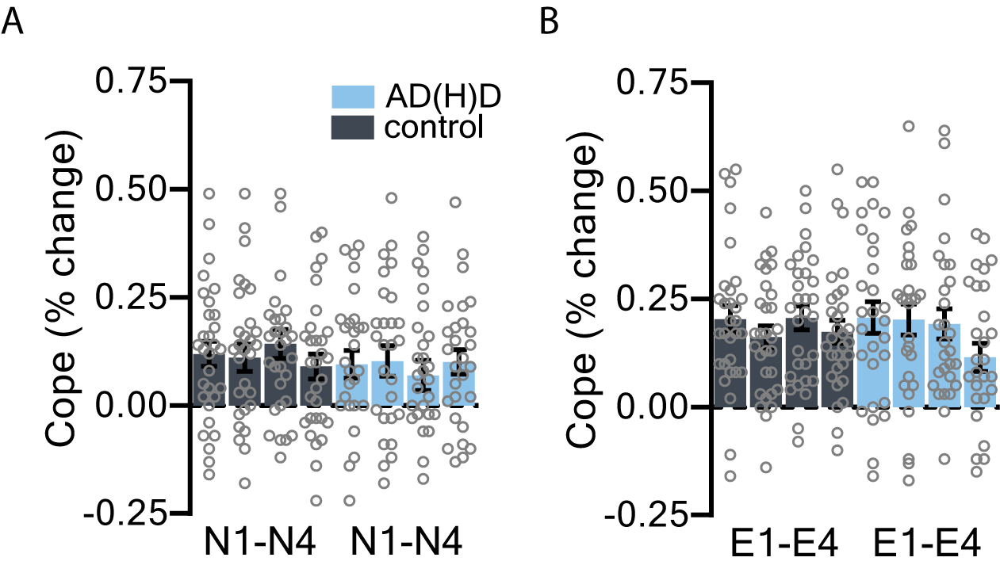 A
B
0.75
0.50
0.25
0.00
-0.25
Cope (% change)
AD(H)D
control
N1-N4
N1-N4
0.75
0.50
0.25
0.00
-0.25
Cope (% change)
E1-E4
E1-E4